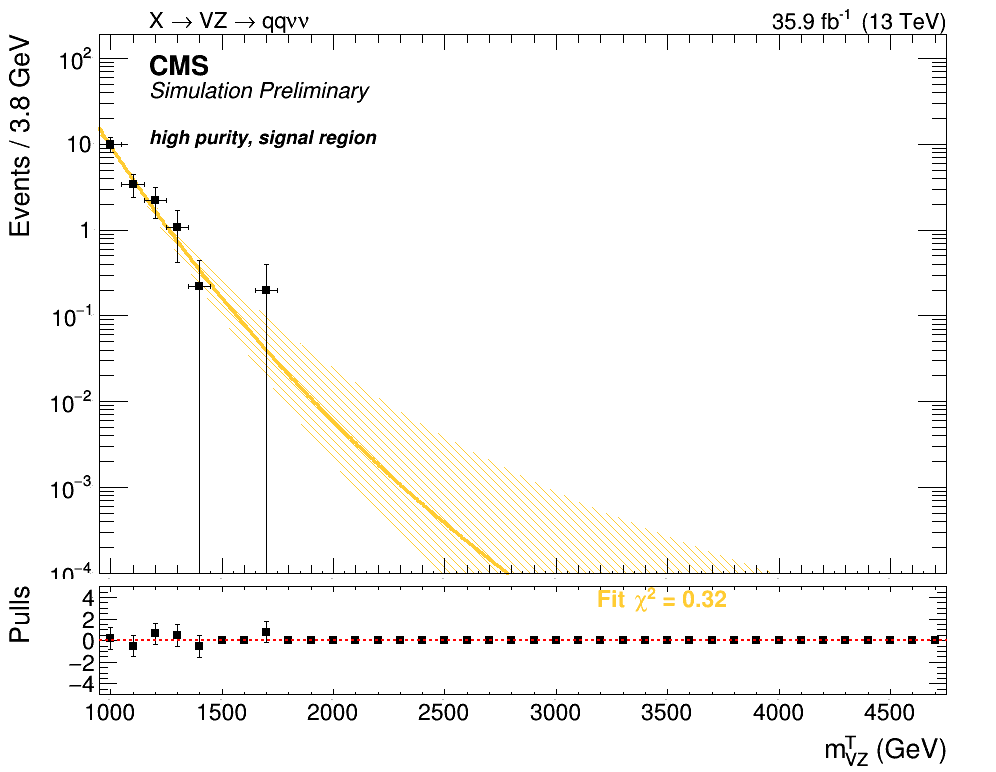 X → VZ → qqνν
35.9 fb⁻¹ (13 TeV)
CMS
Simulation Preliminary
high purity, signal region
Events / 3.8 GeV
10²
10
1
10⁻¹
10⁻²
10⁻³
10⁻⁴
Fit χ² = 0.32
Pulls
4
2
0
−2
−4
1000 1500 2000 2500 3000 3500 4000 4500
m_VZ^T (GeV)